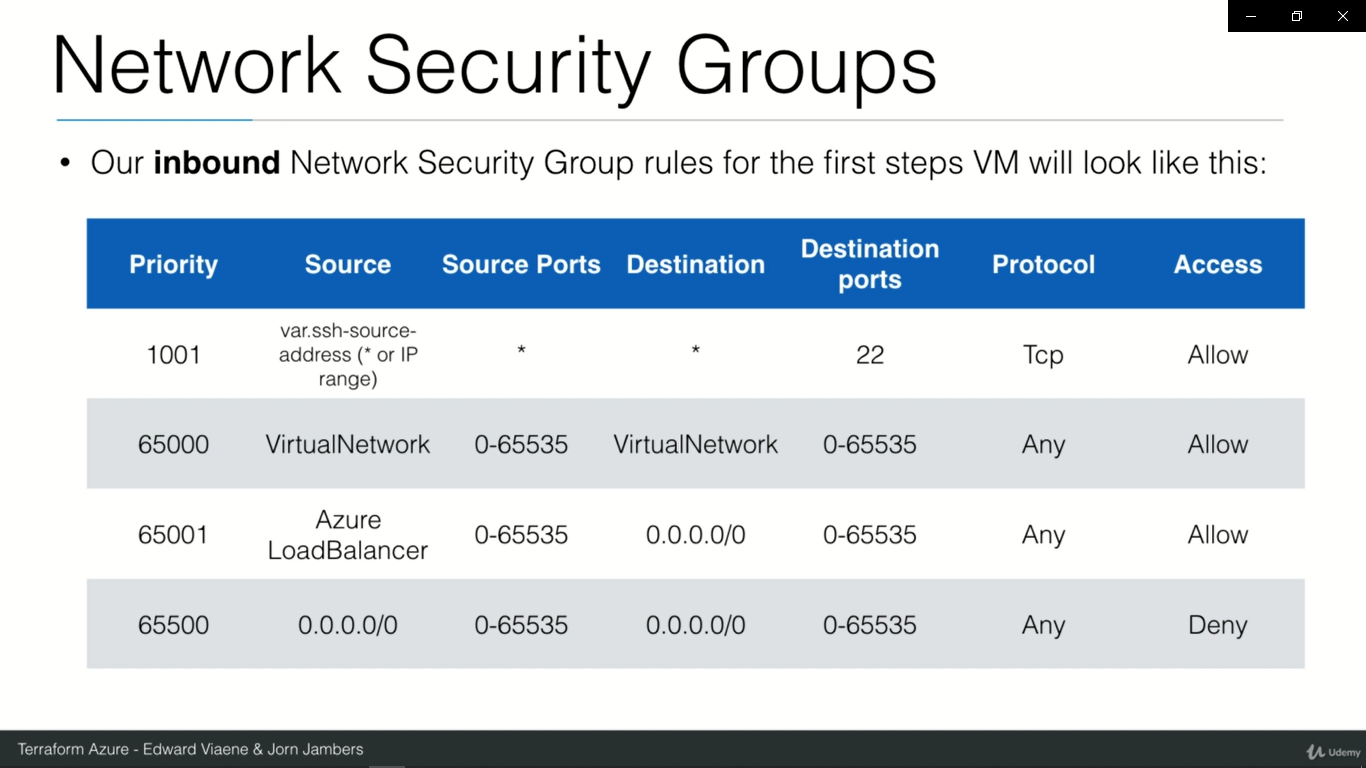 Network Security Groups
• Our inbound Network Security Group rules for the first steps VM will look like this:
Priority Source Source Ports Destination Destination ports Protocol Access
1001 var.ssh-source-address (* or IP range) * * 22 Tcp Allow
65000 VirtualNetwork 0-65535 VirtualNetwork 0-65535 Any Allow
65001 Azure LoadBalancer 0-65535 0.0.0.0/0 0-65535 Any Allow
65500 0.0.0.0/0 0-65535 0.0.0.0/0 0-65535 Any Deny
Terraform Azure - Edward Viaene & Jorn Jambers
Udemy